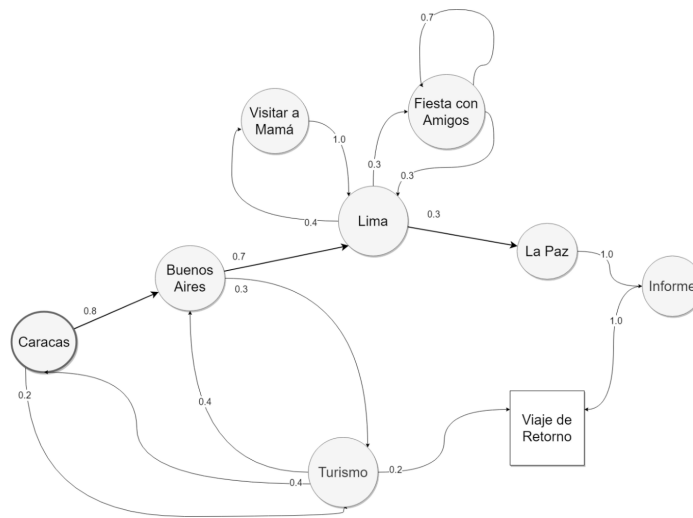 0.7
Fiesta con
Amigos
Visitar a
Mamá
1.0
0.3
0.3
0.4
Lima
0.3
0.7
La Paz
1.0
Buenos
Aires
0.3
Informe
0.8
Caracas
1.0
0.2
0.4
Viaje de
Retorno
Turismo
0.2
0.4